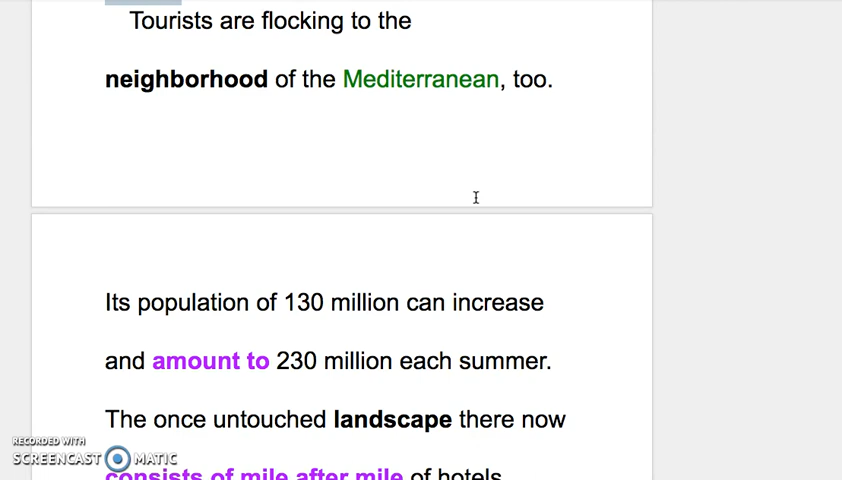 Tourists are flocking to the
neighborhood of the Mediterranean, too.
Its population of 130 million can increase
and amount to 230 million each summer.
The once untouched landscape there now
RECORDED WITH
SCREENCAST MATIC
consists of mile after mile of hotels